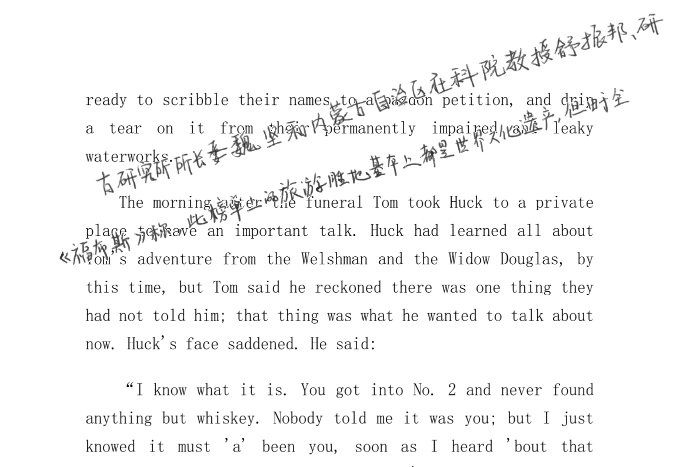 ready to scribble their names to a pardon petition, and drip
a tear on it from their permanently impaired and leaky
waterworks.
古研究所所长李巍坚和内蒙古自治区社科院教授舒振邦、研
The morning after the funeral Tom took Huck to a private
place to have an important talk. Huck had learned all about
Tom's adventure from the Welshman and the Widow Douglas, by
this time, but Tom said he reckoned there was one thing they
had not told him; that thing was what he wanted to talk about
now. Huck's face saddened. He said:
《福布斯》称，此榜单上的旅游胜地基本上都是世界文化遗产，但由于全
“I know what it is. You got into No. 2 and never found
anything but whiskey. Nobody told me it was you; but I just
knowed it must 'a' been you, soon as I heard 'bout that